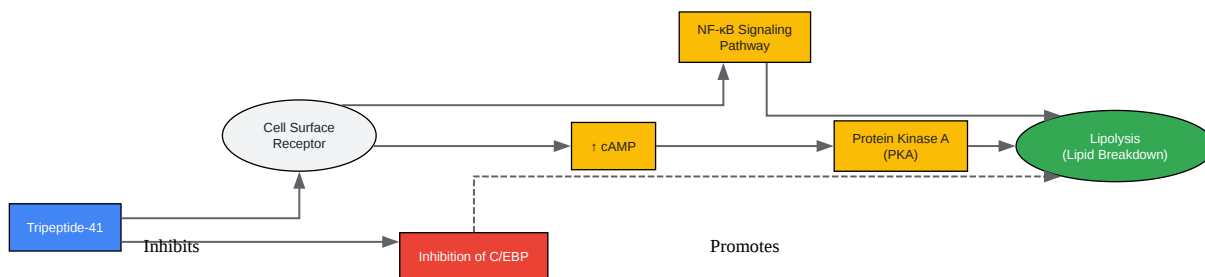 NF-κB Signaling
Pathway
Cell Surface
Receptor
↑ cAMP
Protein Kinase A
(PKA)
Lipolysis
(Lipid Breakdown)
Tripeptide-41
Inhibits
Inhibition of C/EBP
Promotes